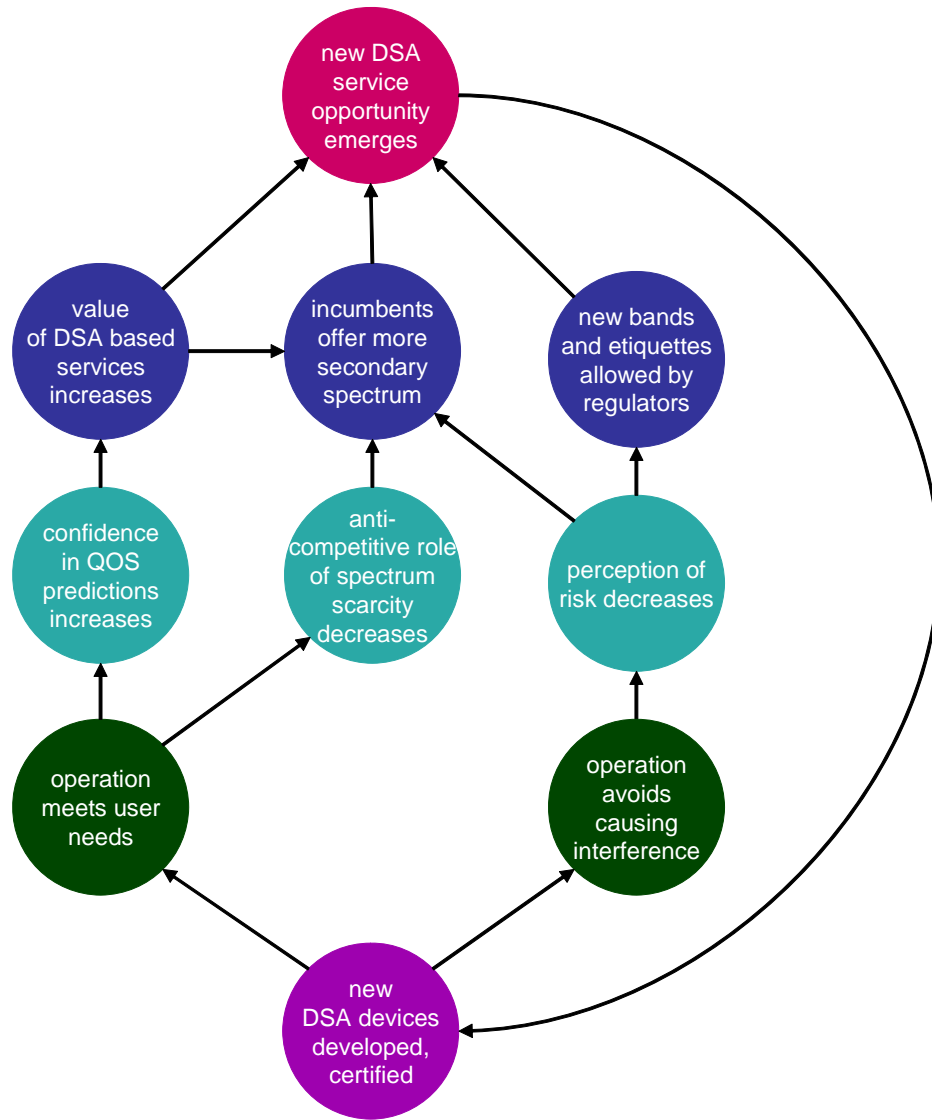 new DSA
service
opportunity
emerges
value
of DSA based
services
increases
incumbents
offer more
secondary
spectrum
new bands
and etiquettes
allowed by
regulators
confidence
in QOS
predictions
increases
anti-
competitive role
of spectrum
scarcity
decreases
perception of
risk decreases
operation
meets user
needs
operation
avoids
causing
interference
new
DSA devices
developed,
certified